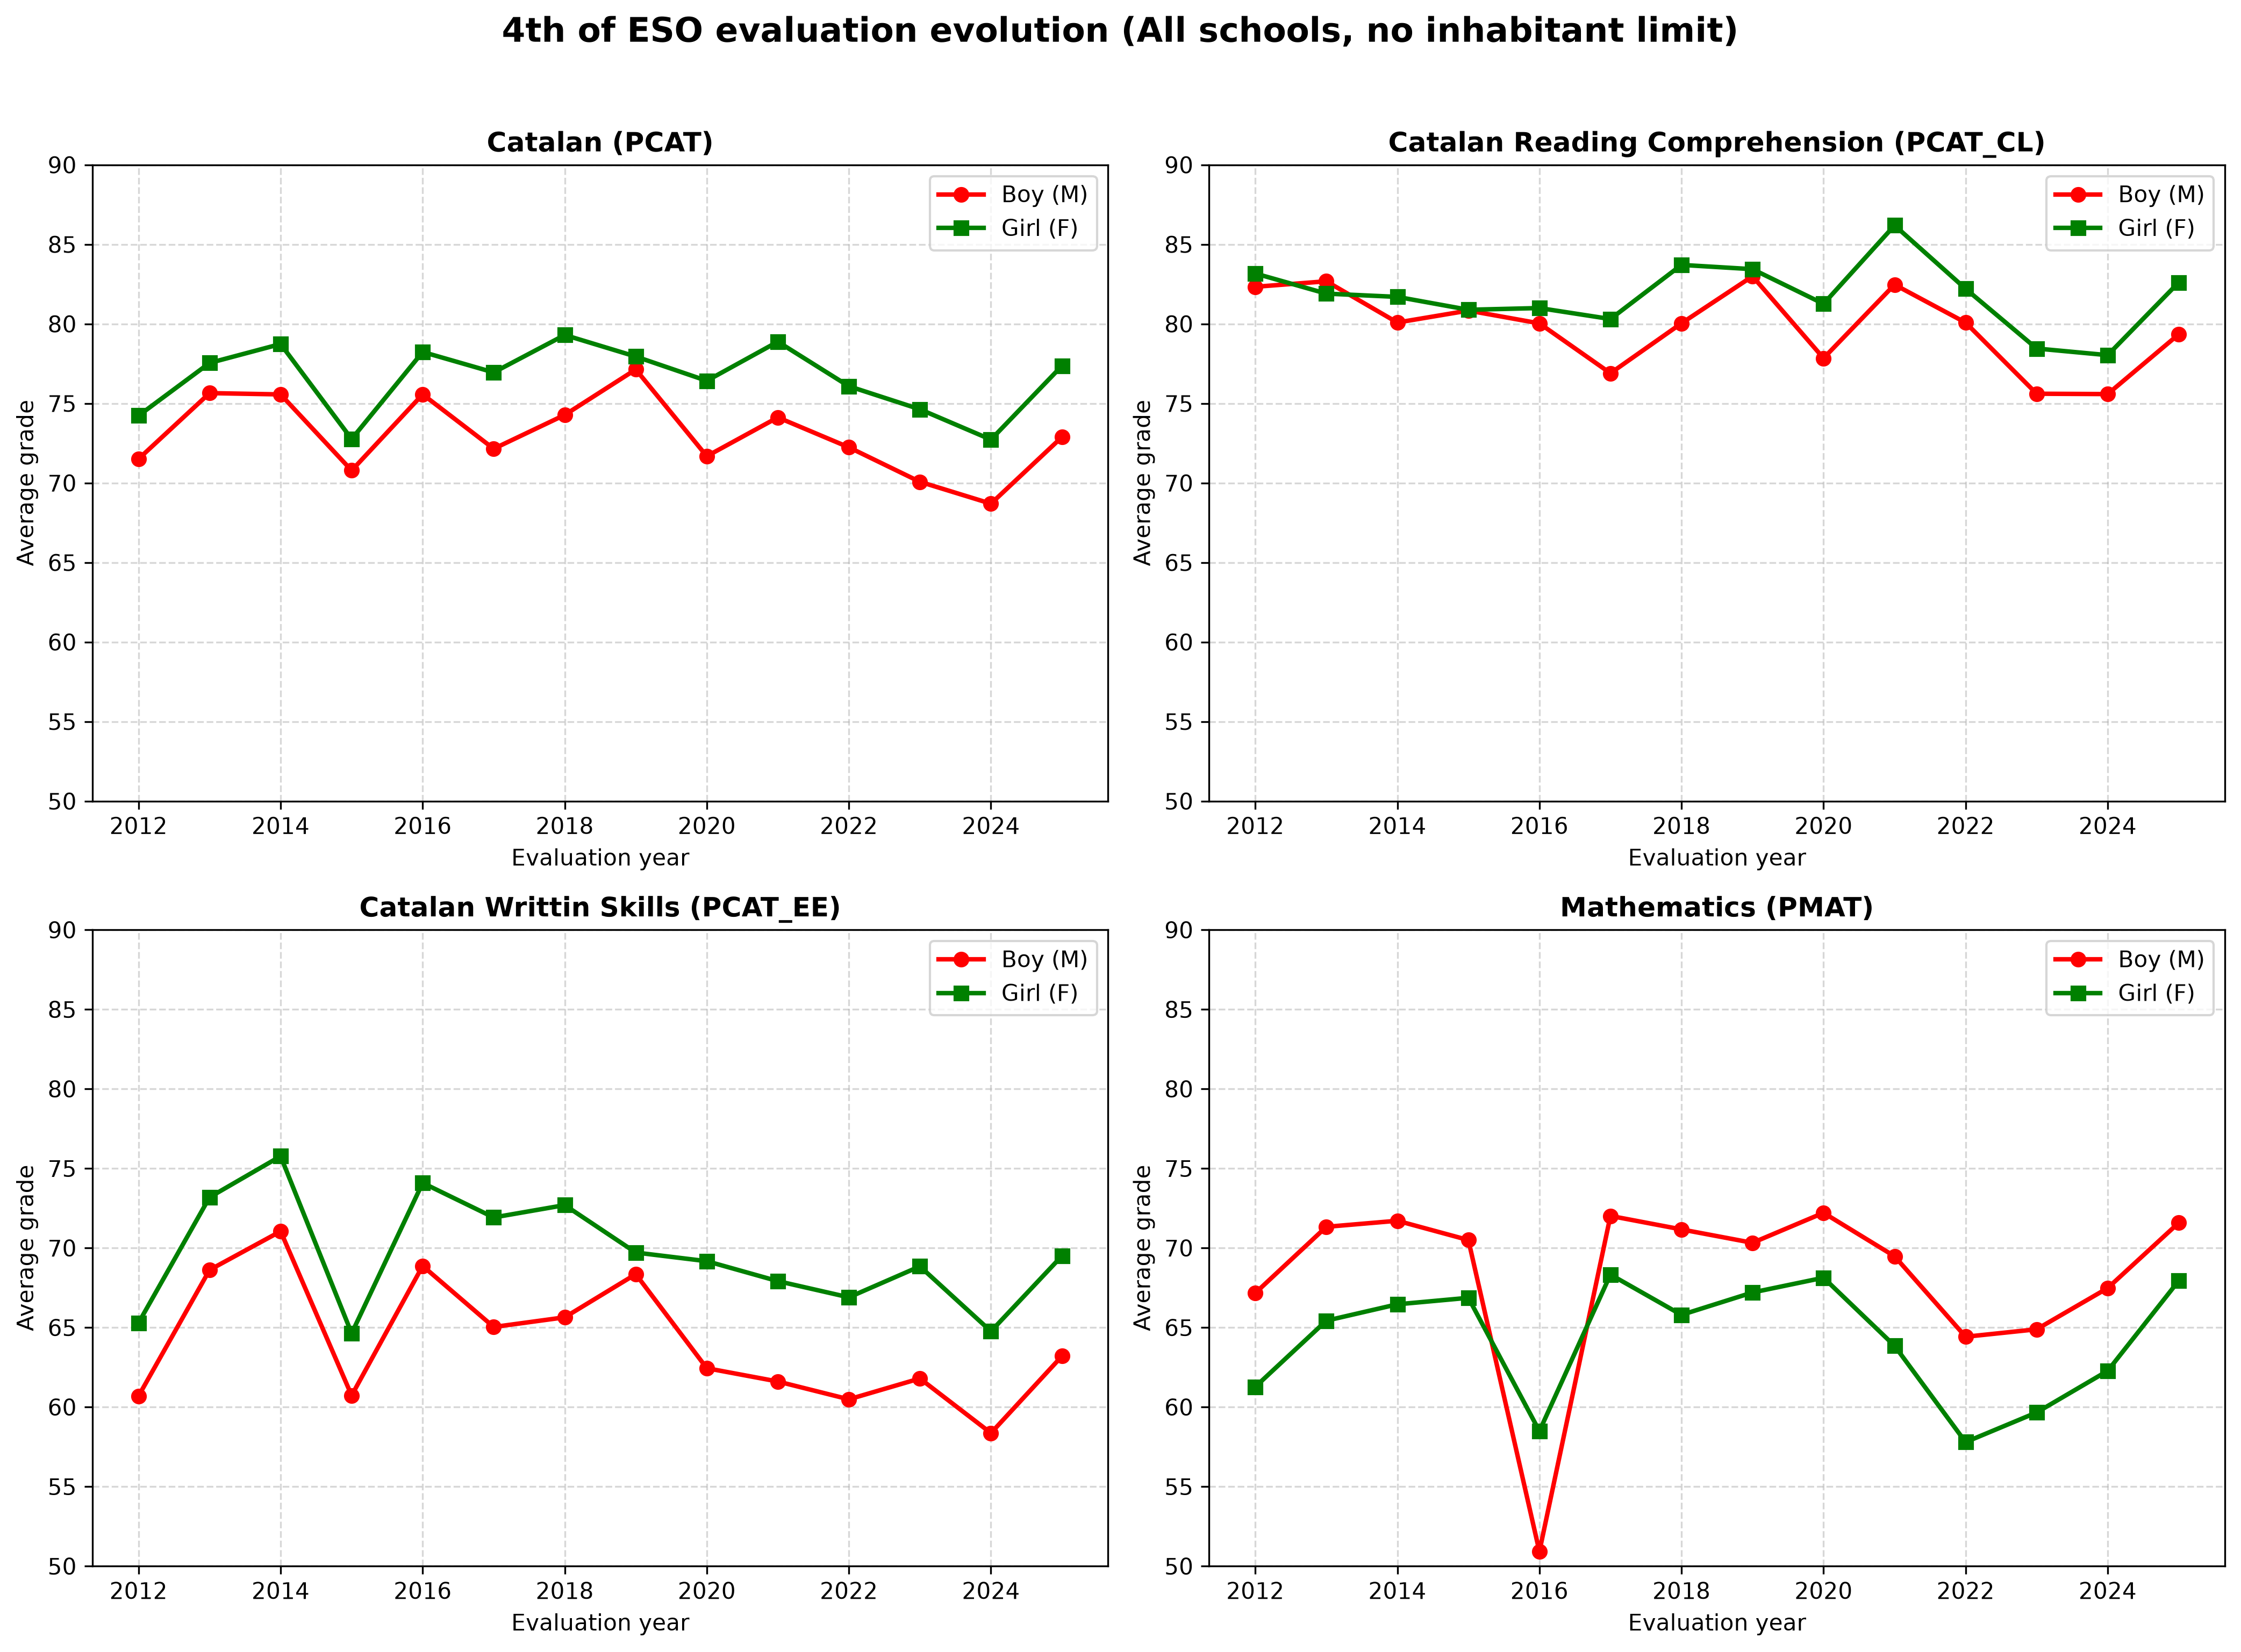 4th of ESO evaluation evolution (All schools, no inhabitant limit)
Catalan (PCAT)
90
85
80
75
70
65
60
55
50
Average grade
Boy (M)
Girl (F)
2012 2014 2016 2018 2020 2022 2024
Evaluation year
Catalan Reading Comprehension (PCAT_CL)
90
85
80
75
70
65
60
55
50
Average grade
Boy (M)
Girl (F)
2012 2014 2016 2018 2020 2022 2024
Evaluation year
Catalan Writtin Skills (PCAT_EE)
90
85
80
75
70
65
60
55
50
Average grade
Boy (M)
Girl (F)
2012 2014 2016 2018 2020 2022 2024
Evaluation year
Mathematics (PMAT)
90
85
80
75
70
65
60
55
50
Average grade
Boy (M)
Girl (F)
2012 2014 2016 2018 2020 2022 2024
Evaluation year